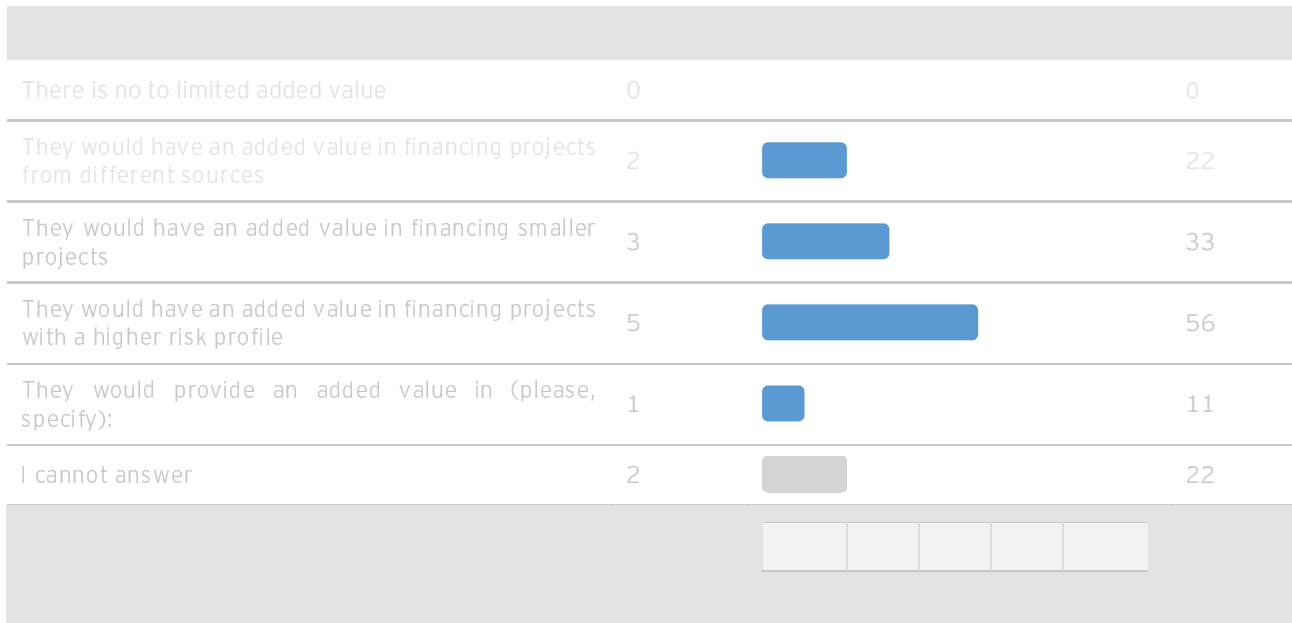 There is no to limited added value 0 0
They would have an added value in financing projects
from different sources 2 22
They would have an added value in financing smaller
projects 3 33
They would have an added value in financing projects
with a higher risk profile 5 56
They would provide an added value in (please,
specify): 1 11
I cannot answer 2 22